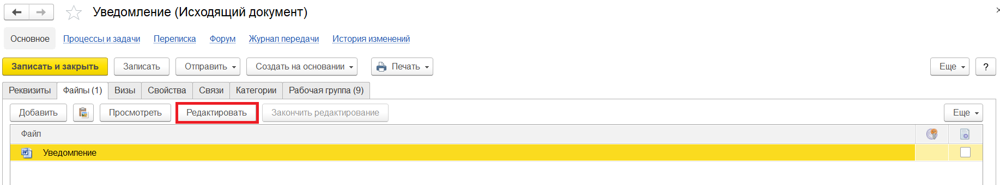 Уведомление (Исходящий документ)
Основное Процессы и задачи Переписка Форум Журнал передачи История изменений
Записать и закрыть Записать Отправить Создать на основании Печать Еще ?
Реквизиты Файлы (1) Визы Свойства Связи Категории Рабочая группа (9)
Добавить Просмотреть Редактировать Закончить редактирование Еще
Файл
Уведомление